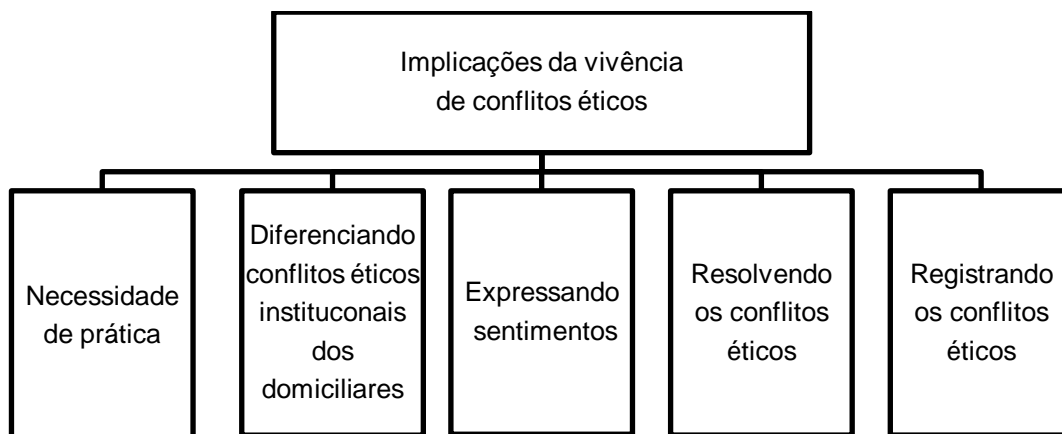 Implicações da vivência
de conflitos éticos
Necessidade
de prática
Diferenciando
conflitos éticos
instituconais
dos
domiciliares
Expressando
sentimentos
Resolvendo
os conflitos
éticos
Registrando
os conflitos
éticos